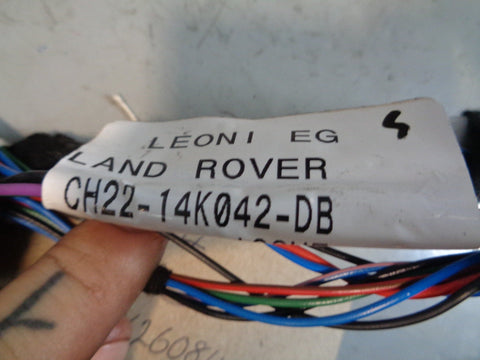 LEONI EG
LAND ROVER
CH22-14K042-DB